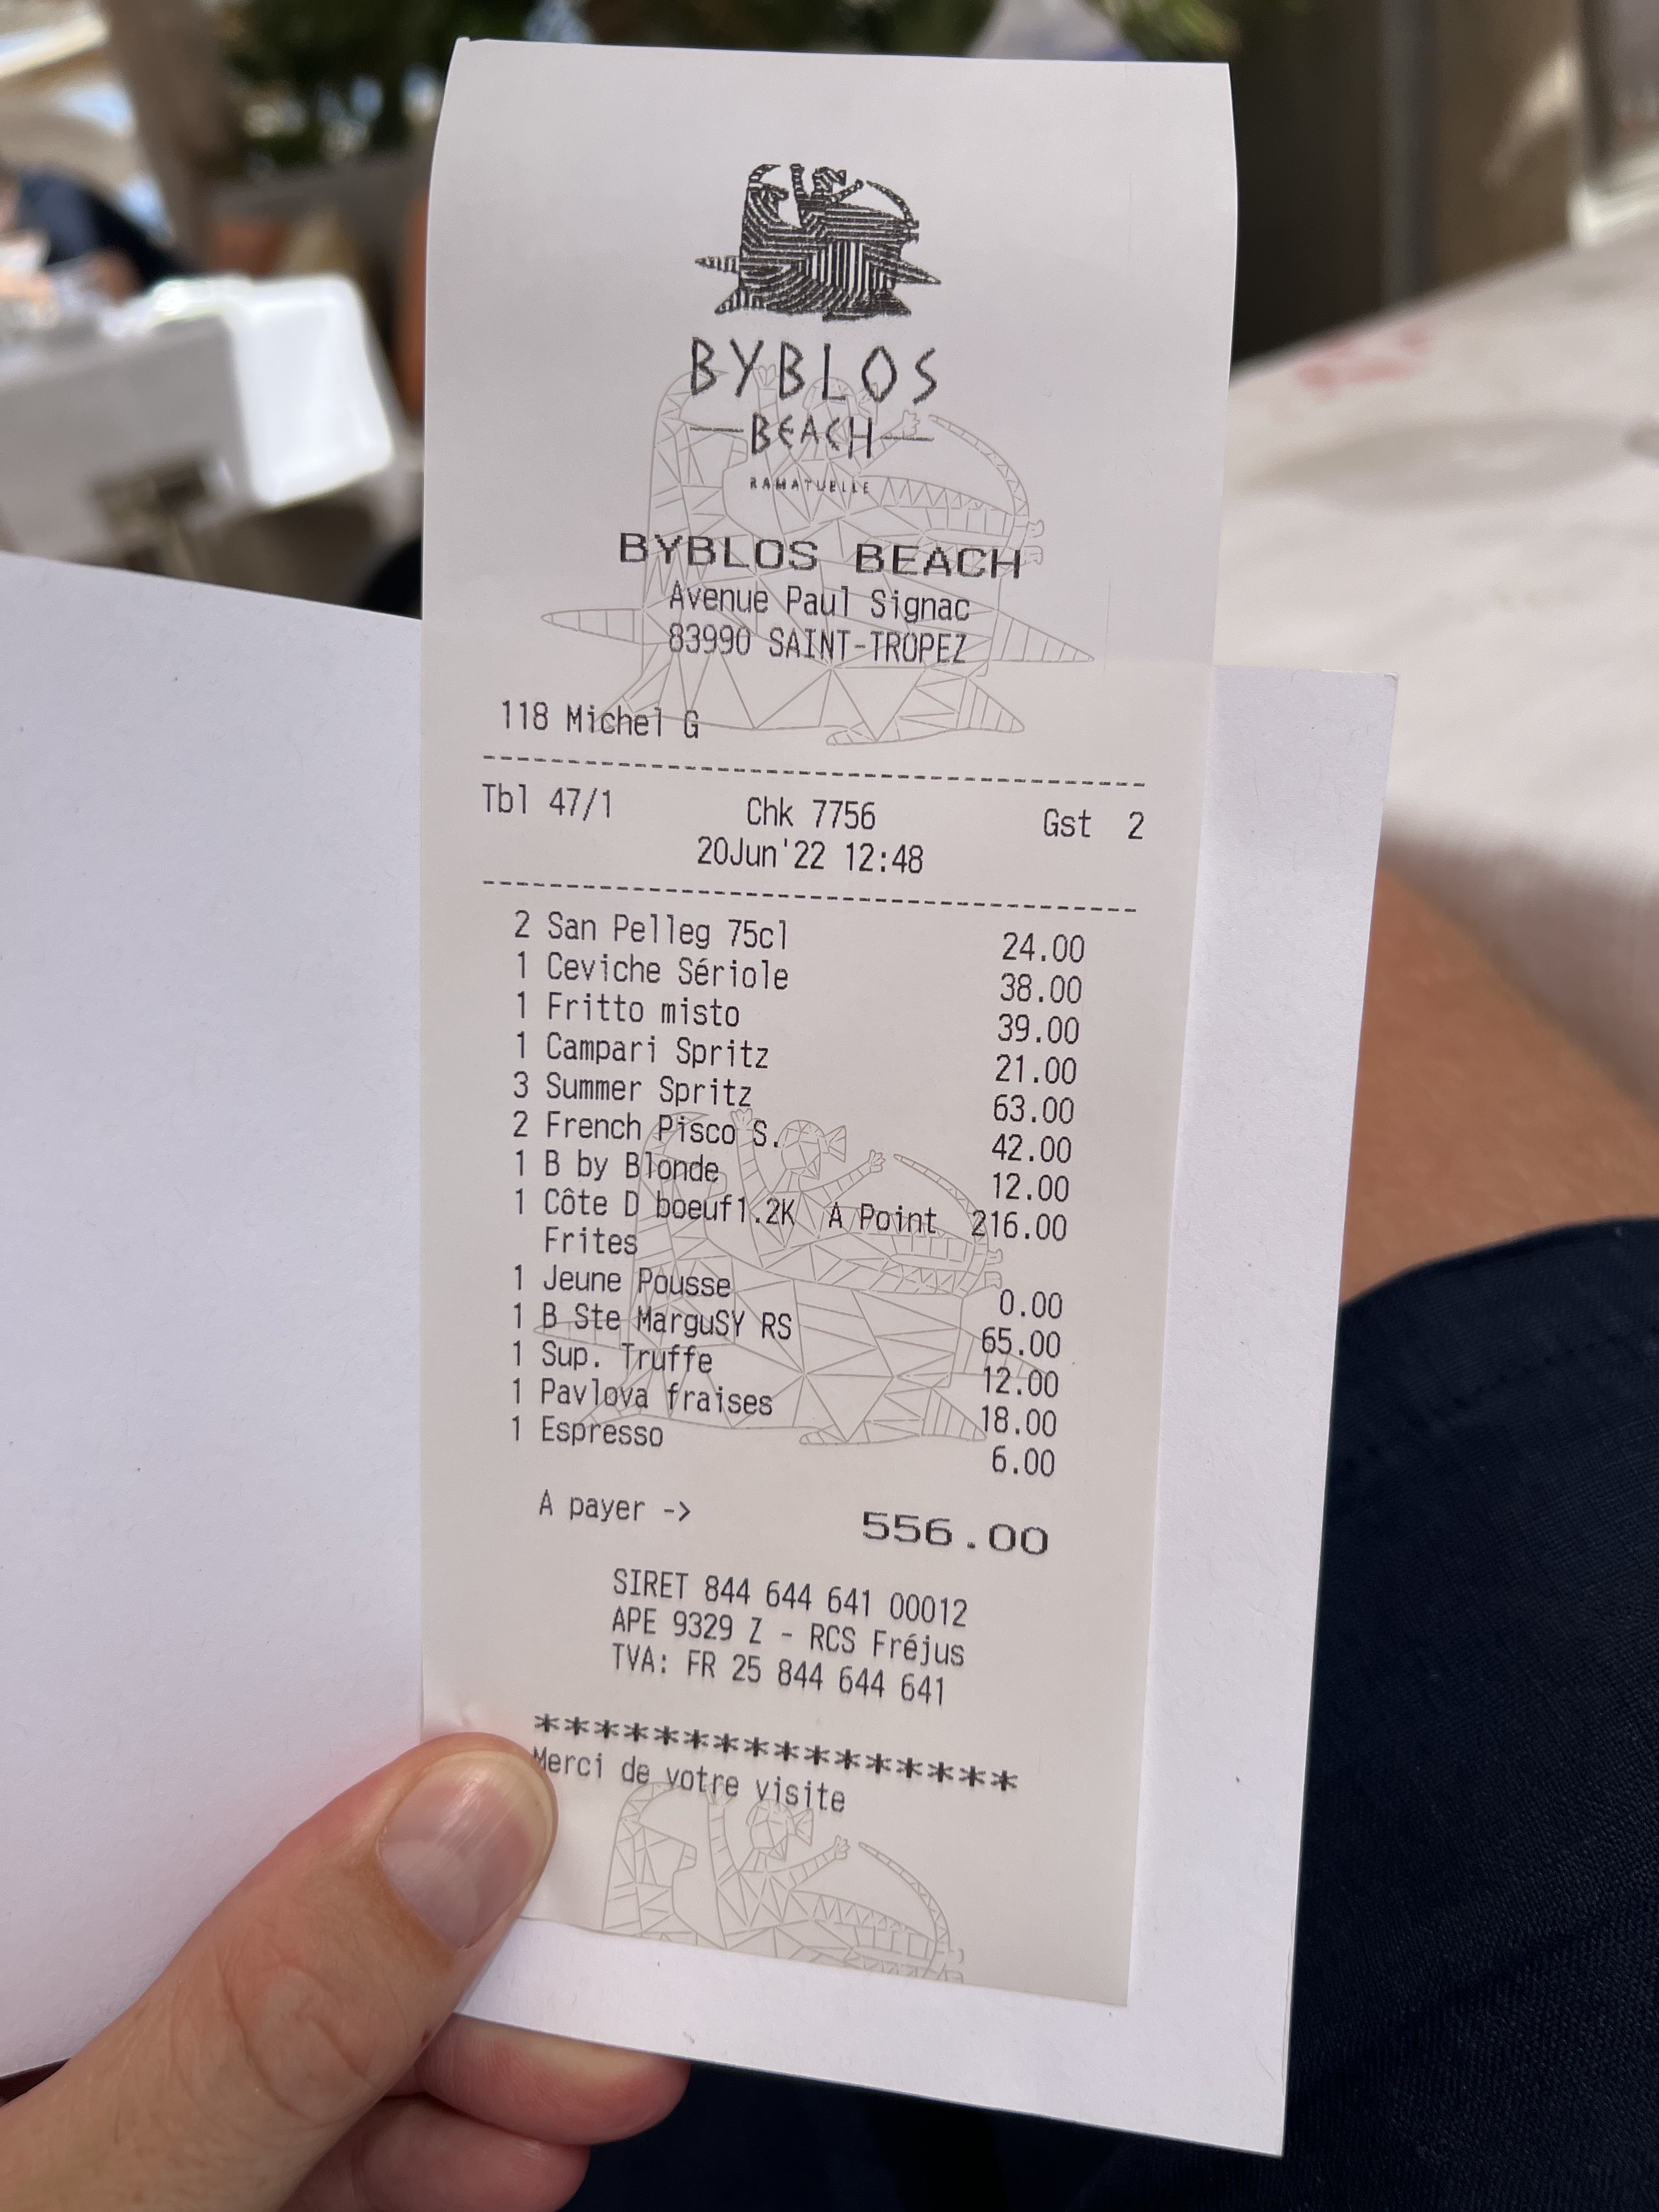 BYBLOS
BEACH
RAMATUELLE
BYBLOS BEACH
Avenue Paul Signac
83990 SAINT-TROPEZ
118 Michel G
Tbl 47/1 Chk 7756 Gst 2
20Jun'22 12:48
2 San Pelleg 75cl 24.00
1 Ceviche Sériole 38.00
1 Fritto misto 39.00
1 Campari Spritz 21.00
3 Summer Spritz 63.00
2 French Pisco S. 42.00
1 B by Blonde 12.00
1 Côte D boeuf1.2K A Point 216.00
Frites
1 Jeune Pousse 0.00
1 B Ste MarguSY RS 65.00
1 Sup. Truffe 12.00
1 Pavlova fraises 18.00
1 Espresso 6.00
A payer -> 556.00
SIRET 844 644 641 00012
APE 9329 Z - RCS Fréjus
TVA: FR 25 844 644 641
****************
Merci de votre visite